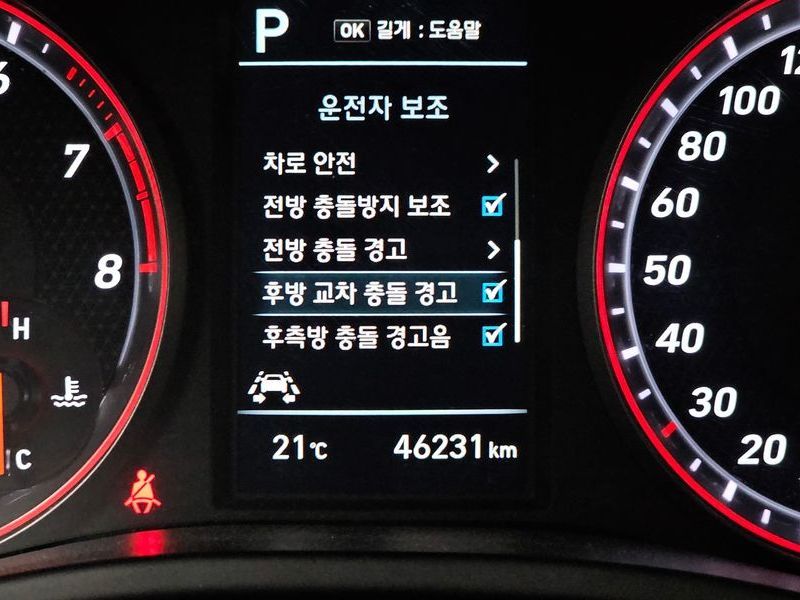 P OK 길게 : 도움말
운전자 보조
차로 안전
전방 충돌방지 보조
전방 충돌 경고
후방 교차 충돌 경고
후측방 충돌 경고음
21℃ 46231km
6
7
8
H
C
100
80
60
50
40
30
20